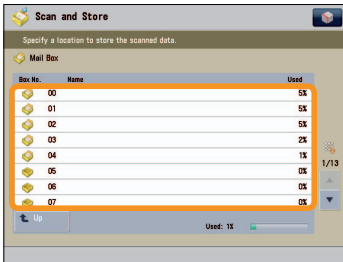 Scan and Store
Specify a location to store the scanned data.
Mail Box
Box No. Name Used
00 5%
01 5%
02 5%
03 2%
04 1%
05 0%
06 0%
07 0%
1/13
Up
Used: 1%